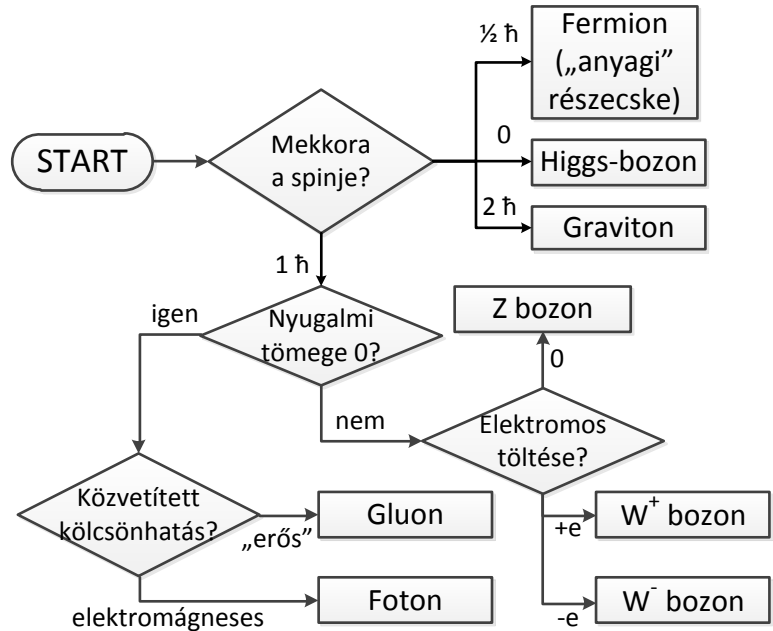 ½ ħ
Fermion
(„anyagi”
részecske)
START
Mekkora
a spinje?
0
Higgs-bozon
2 ħ
Graviton
1 ħ
igen
Nyugalmi
tömege 0?
Z bozon
0
nem
Elektromos
töltése?
Közvetített
kölcsönhatás?
„erős”
Gluon
+e
W⁺ bozon
elektromágneses
Foton
-e
W⁻ bozon